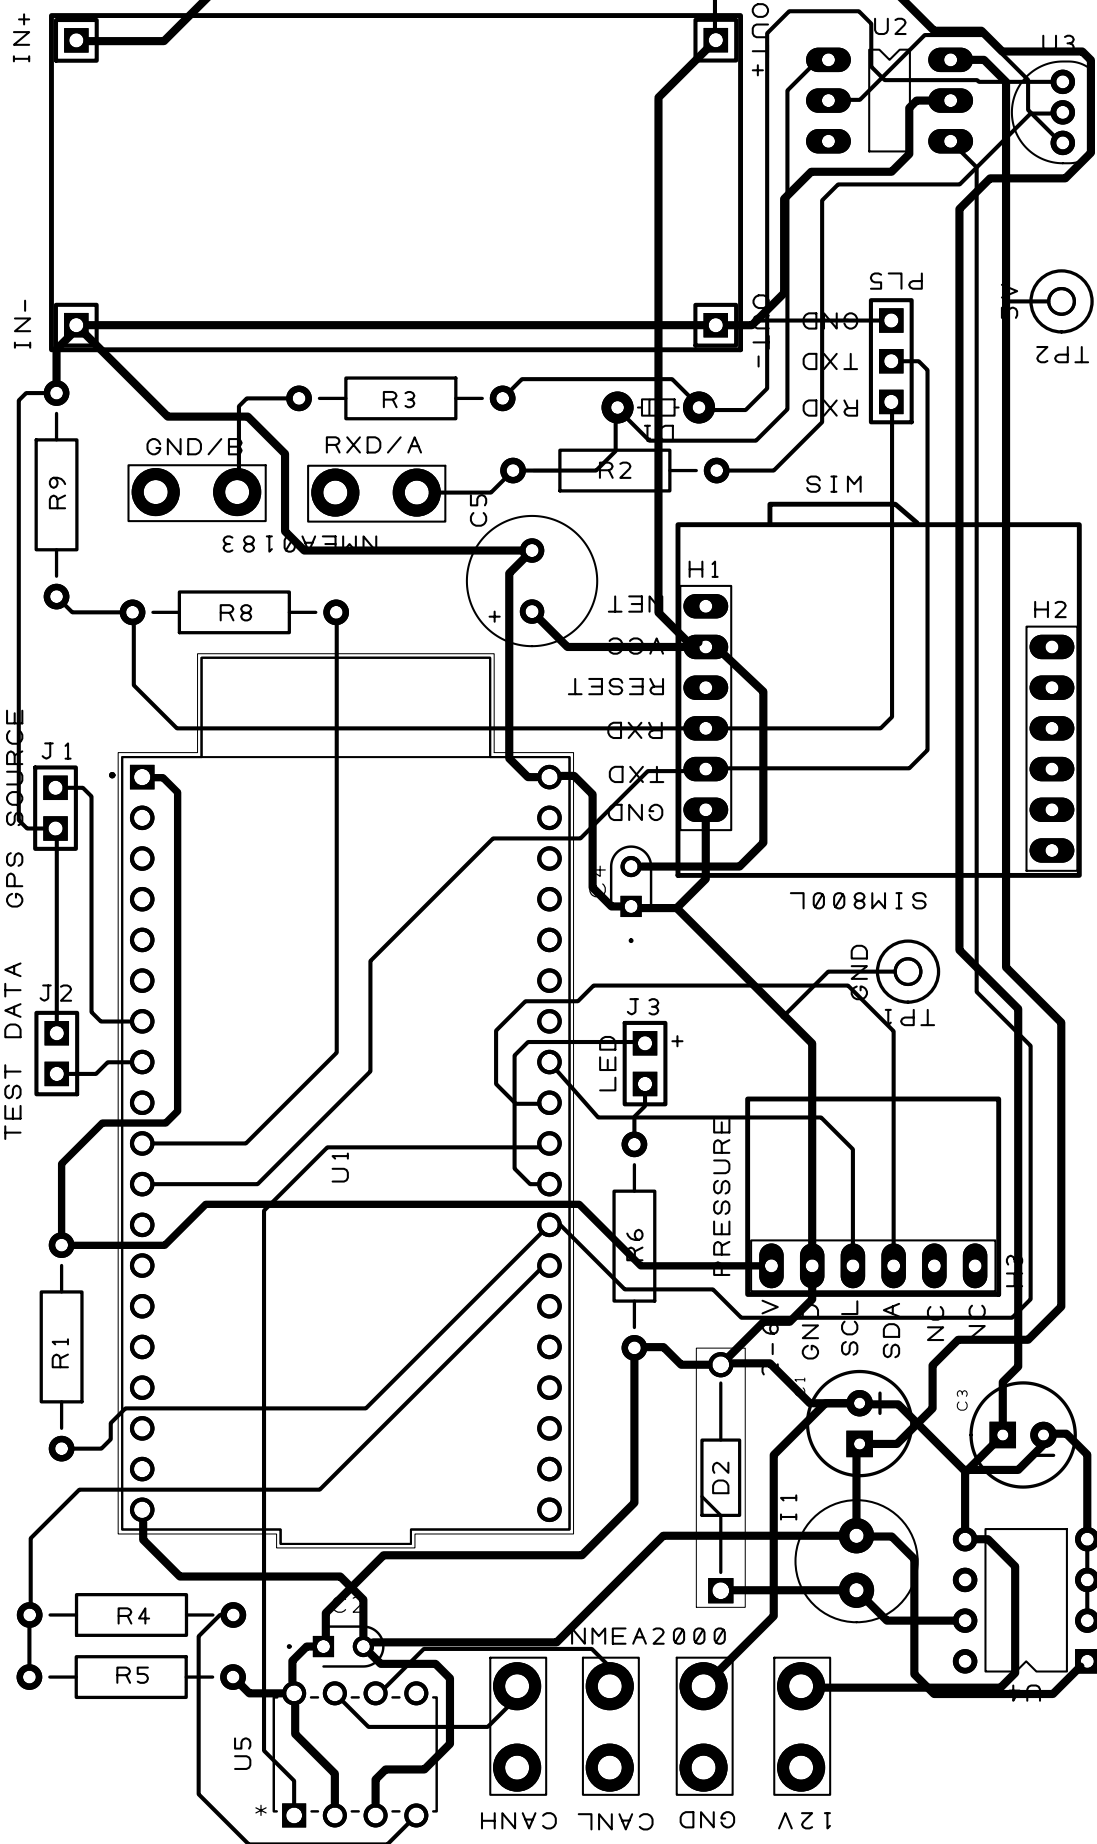 IN+
OUT+
U2
U3
IN-
OUT-
PL5
GND
TXD
RXD
5V
TP2
R3
D1
GND/B
RXD/A
R2
R9
C5
NMEA0183
SIM
H1
H2
R8
+
NET
VCC
RESET
RXD
TXD
GND
GPS SOURCE
J1
C4
SIM800L
TEST DATA
J2
GND
TP1
J3
+
LED
U1
PRESSURE
R6
H3
GND
SCL
SDA
NC
NC
R1
C3
D2
I1
R4
C2
NMEA2000
R5
U5
*
CANH
CANL
GND
12V